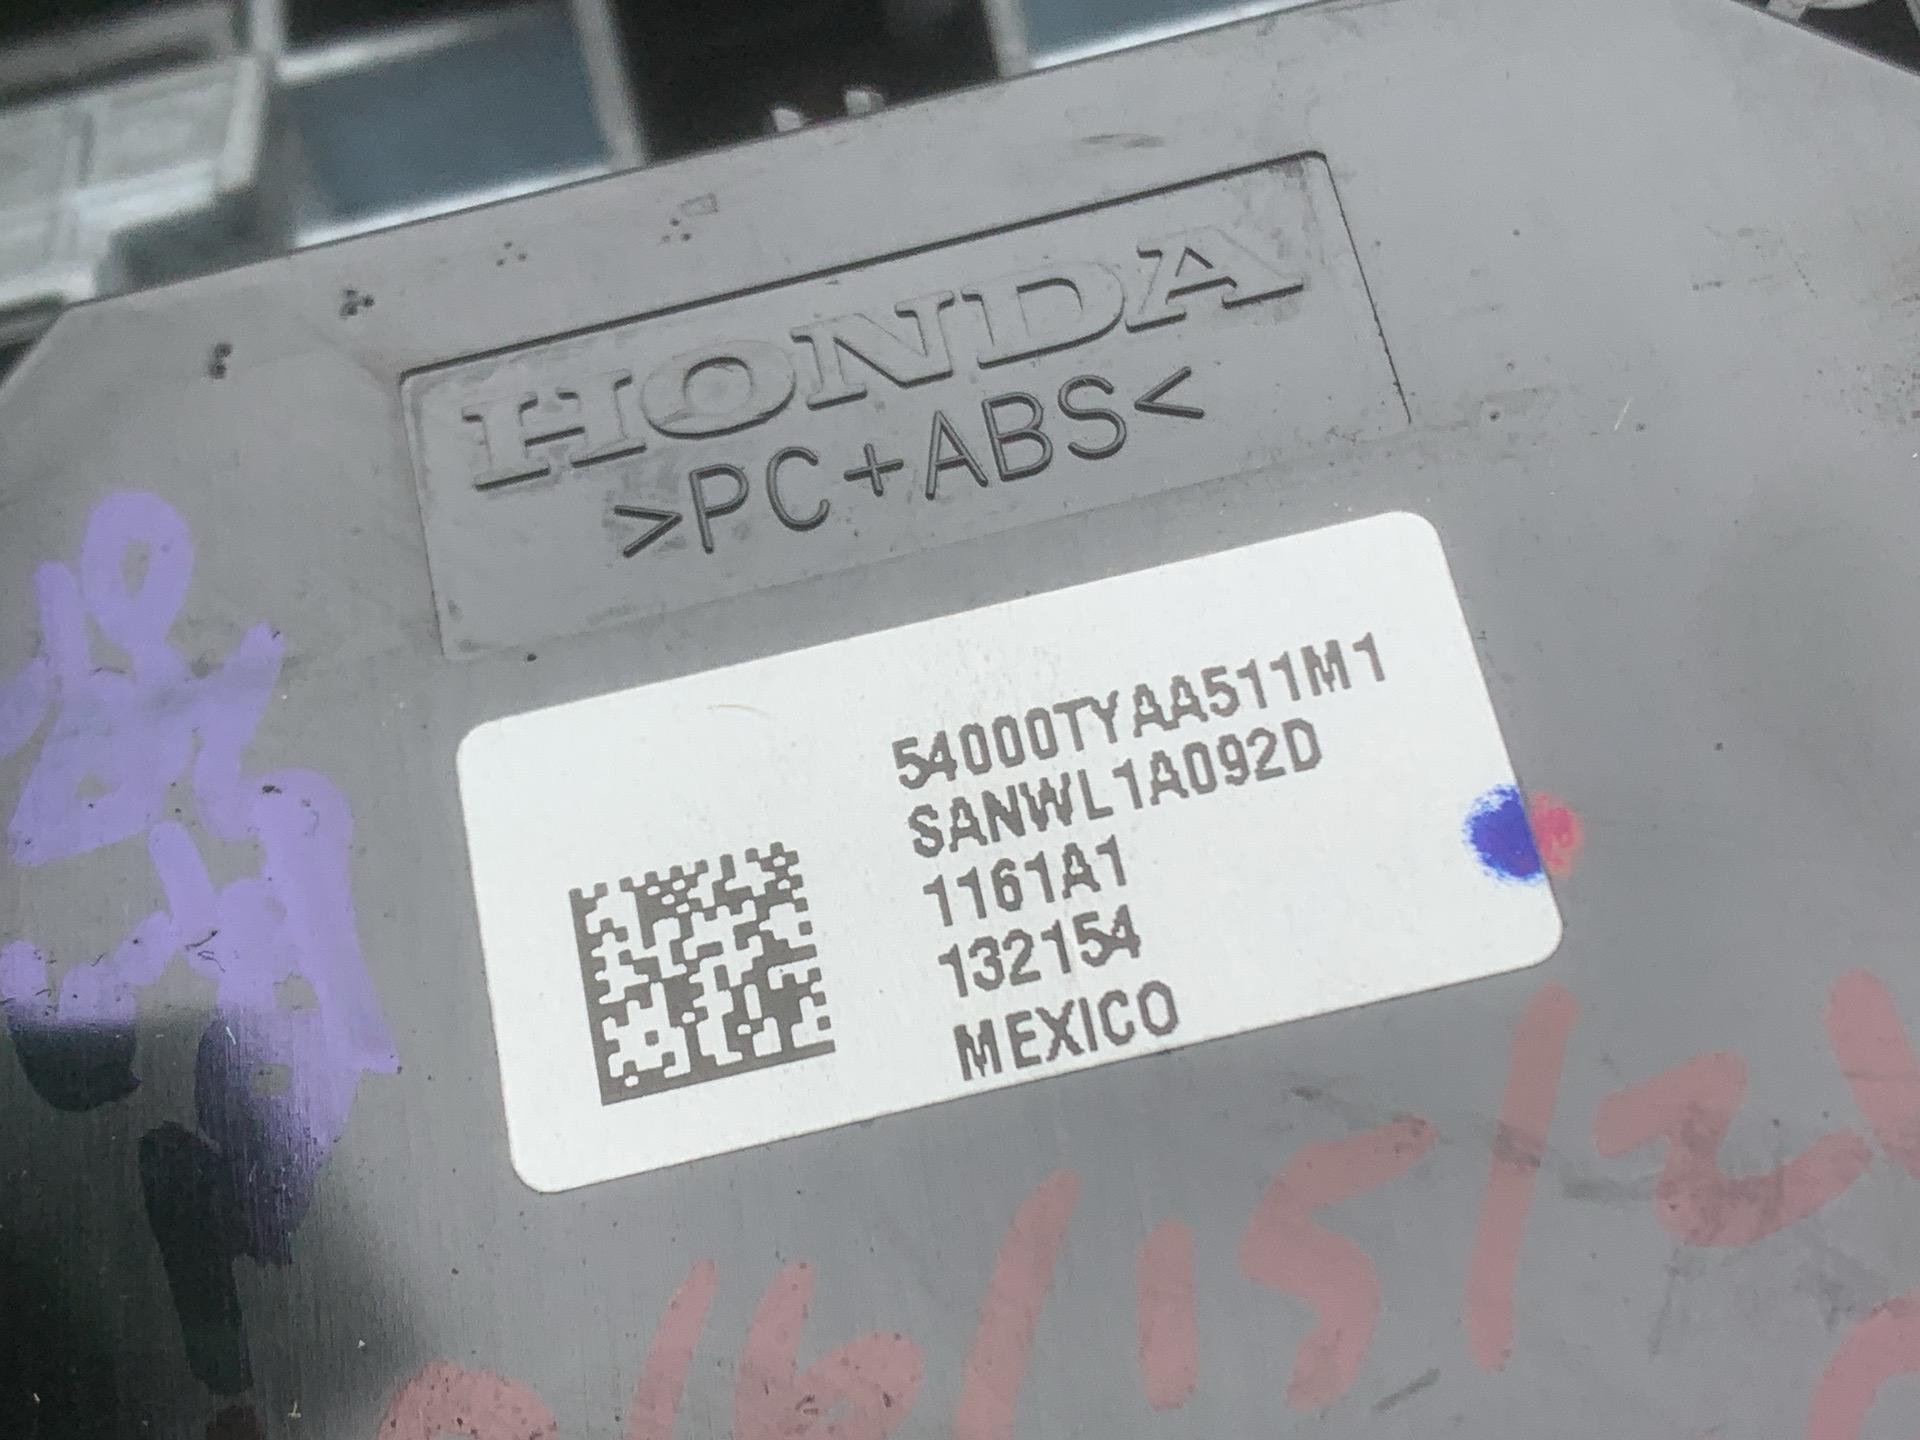 HONDA
>PC+ABS<
54000TYAA511M1
SANWL1A092D
1161A1
132154
MEXICO